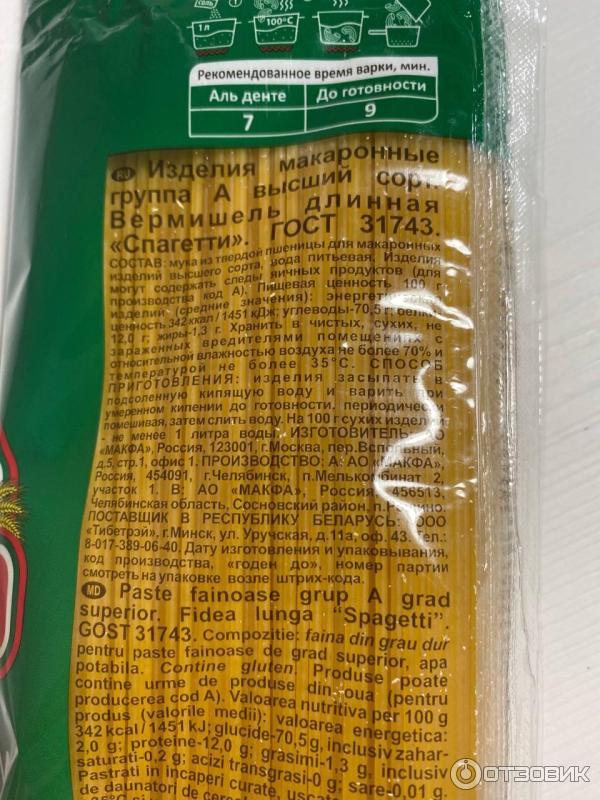 соль
1 л
100°C
Рекомендованное время варки, мин.
Аль денте До готовности
7 9
RU Изделия макаронные
группа А высший сорт.
Вермишель длинная
«Спагетти». ГОСТ 31743.
СОСТАВ: мука из твердой пшеницы для макаронных
изделий высшего сорта, вода питьевая. Изделия
могут содержать следы яичных продуктов (для
производства код А). Пищевая ценность 100 г
изделий (средние значения): энергетическая
ценность 342 ккал / 1451 кДж; углеводы-70,5 г; белки-
12,0 г; жиры-1,3 г. Хранить в чистых, сухих, не
зараженных вредителями помещениях с
относительной влажностью воздуха не более 70% и
температурой не более 35°С. СПОСОБ
ПРИГОТОВЛЕНИЯ: изделия засыпать в
подсоленную кипящую воду и варить при
умеренном кипении до готовности, периодически
помешивая, затем слить воду. На 100 г сухих изделий
- не менее 1 литра воды. ИЗГОТОВИТЕЛЬ: АО
«МАКФА», Россия, 123001, г.Москва, пер.Вспольный,
д.5, стр.1, офис 1. ПРОИЗВОДСТВО: А: АО «МАКФА»,
Россия, 454091, г.Челябинск, п.Мелькомбинат 2,
участок 1. В: АО «МАКФА», Россия, 456513,
Челябинская область, Сосновский район, п.Рощино.
ПОСТАВЩИК В РЕСПУБЛИКУ БЕЛАРУСЬ: ООО
«Тибетрэй», г.Минск, ул. Уручская, д.11а, оф. 43. Тел.:
8-017-389-06-40. Дату изготовления и упаковывания,
код производства, «годен до», номер партии
смотреть на упаковке возле штрих-кода.
MD Paste fainoase grup A grad
superior. Fidea lunga "Spagetti".
GOST 31743. Compozitie: faina din grau dur
pentru paste fainoase de grad superior, apa
potabila. Contine gluten. Produse poate
contine urme de produse din oua (pentru
producerea cod A). Valoarea nutritiva per 100 g
produs (valorile medii): valoarea energetica:
342 kcal / 1451 kJ; glucide-70,5g, inclusiv zahar-
2,0 g; proteine-12,0 g; grasimi-1,3 g, inclusiv
saturati-0,2 g; acizi transgrasi-0 g; sare-0,01 g.
Pastrati in incaperi curate, uscate
de daunatori de
35°C
ОТЗОВИК